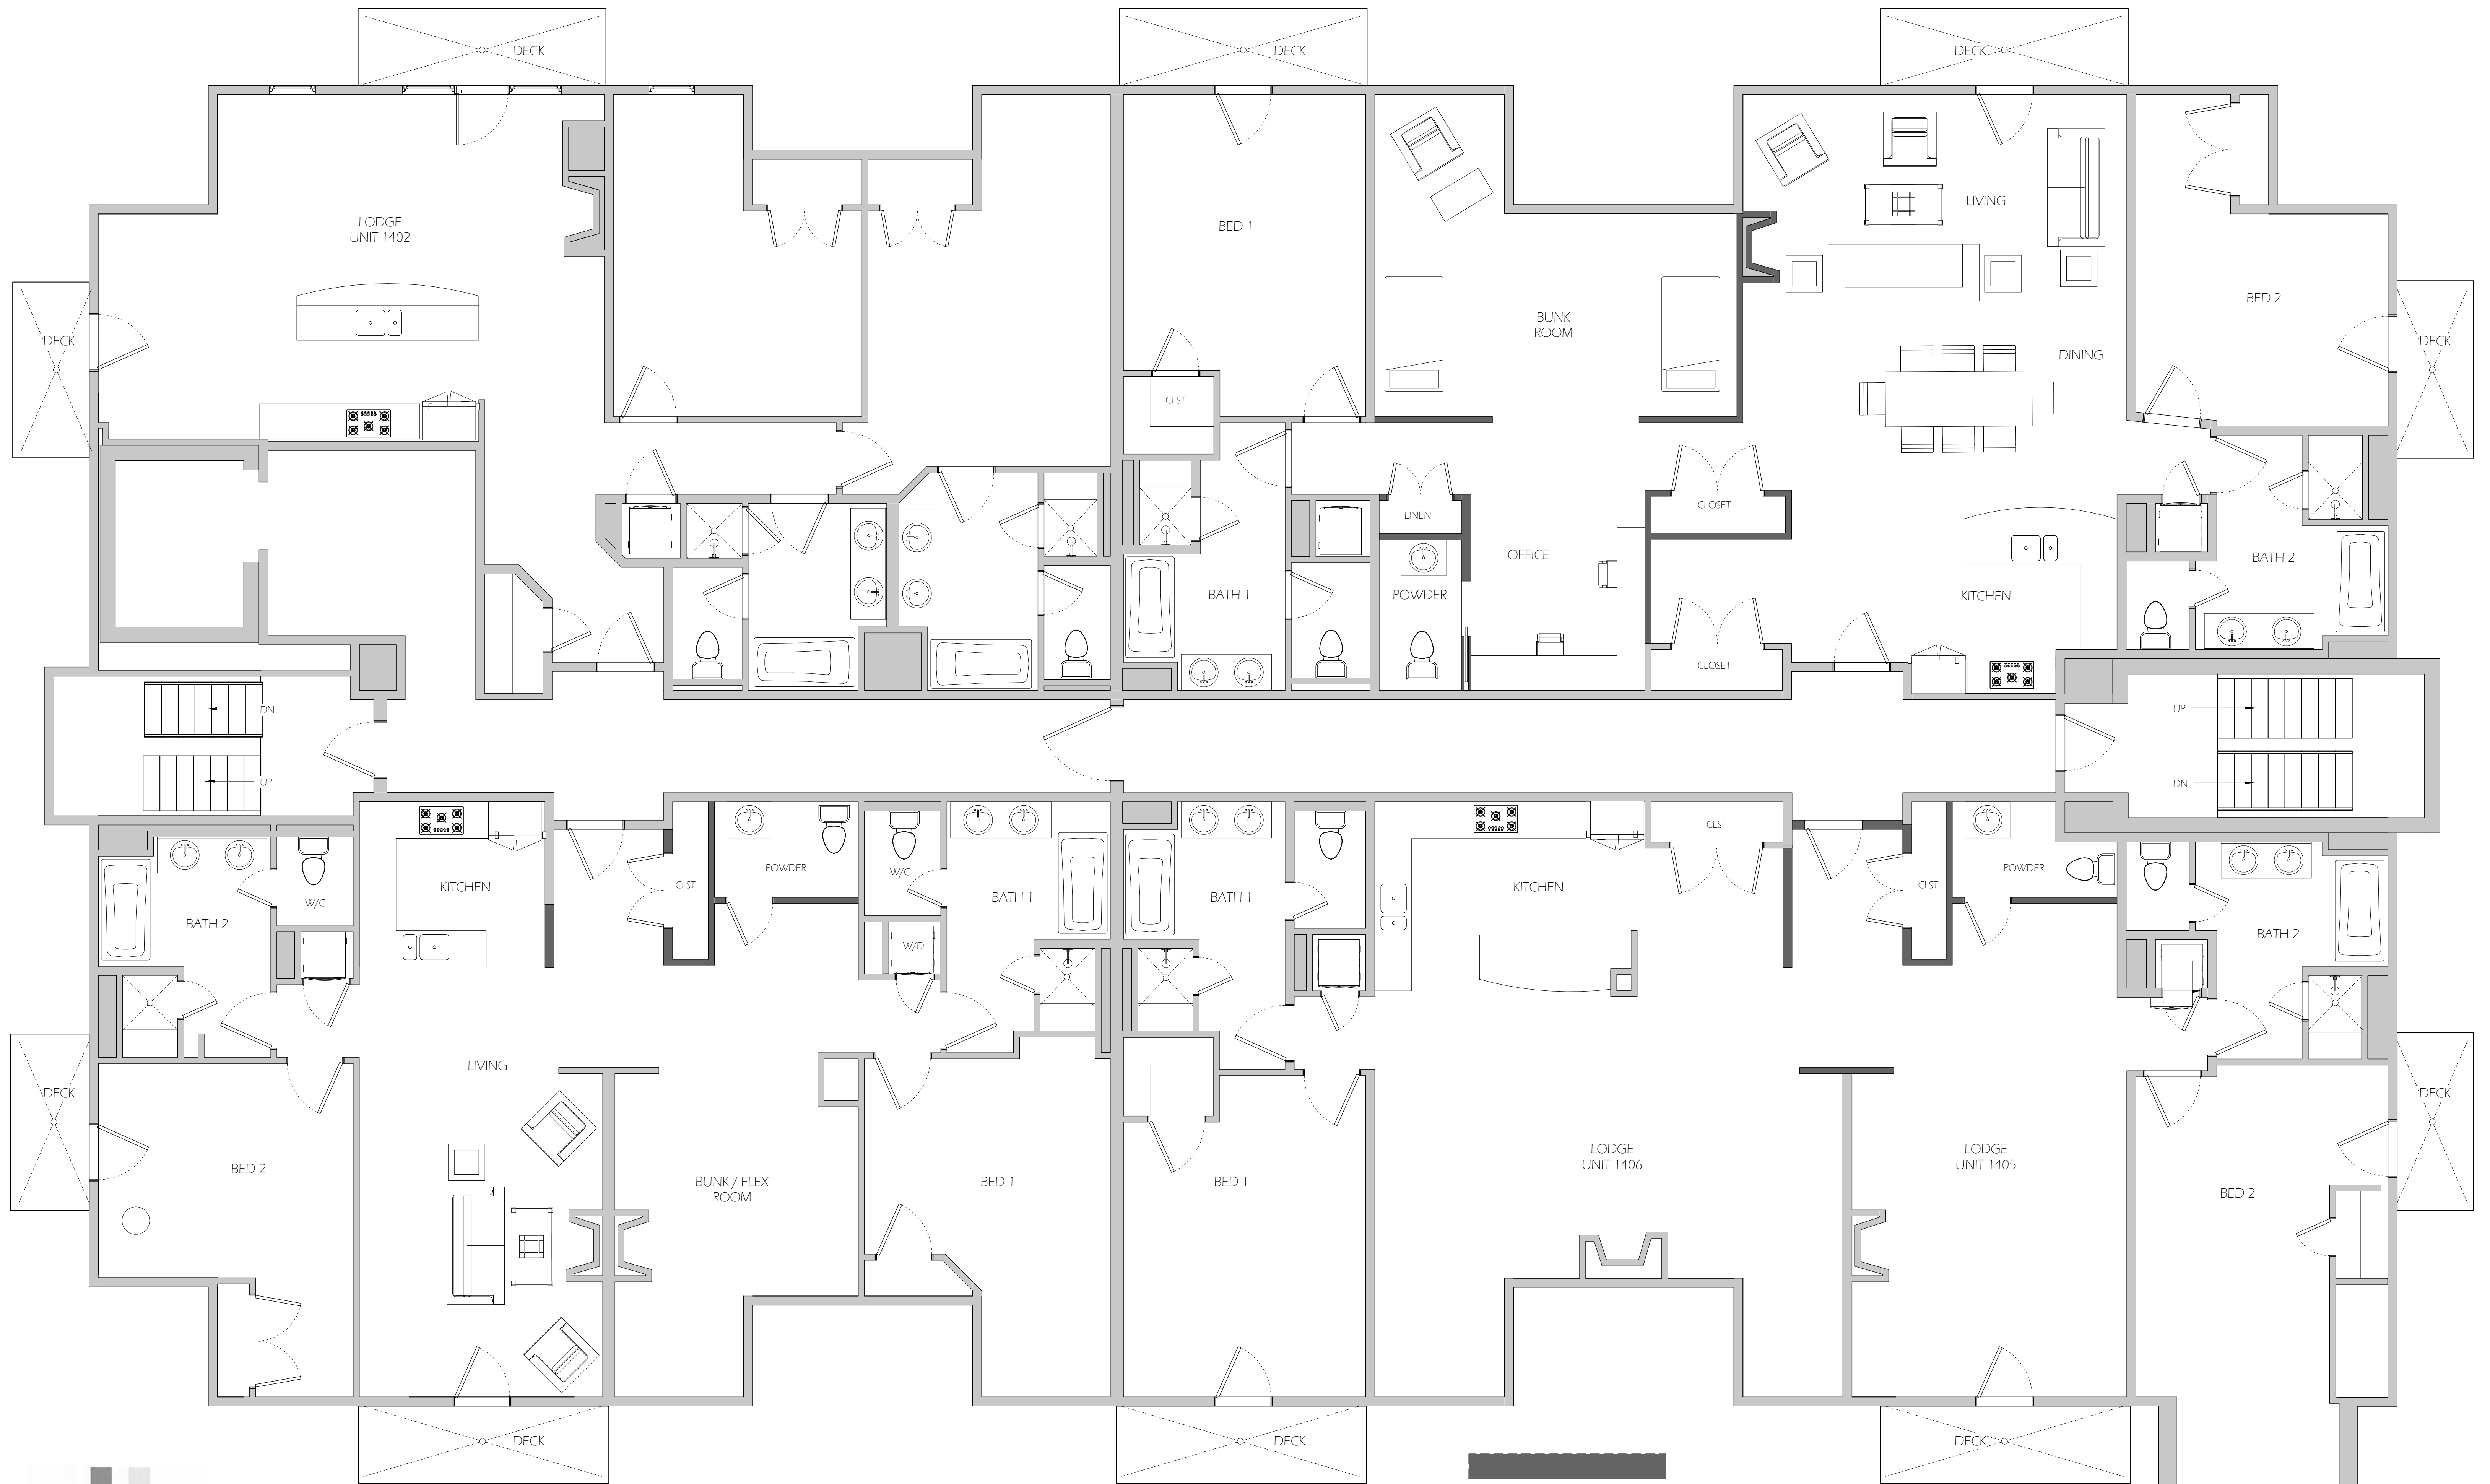 DECK
DECK
DECK
LODGE
UNIT 1402
BED 1
LIVING
BED 2
BUNK
ROOM
DECK
DECK
DINING
CLST
CLOSET
LINEN
OFFICE
BATH 2
BATH 1
POWDER
KITCHEN
CLOSET
DN
UP
UP
DN
CLST
POWDER
W/C
POWDER
KITCHEN
CLST
KITCHEN
CLST
BATH 1
BATH 1
W/C
BATH 2
BATH 2
W/D
LIVING
DECK
DECK
LODGE
UNIT 1406
LODGE
UNIT 1405
BED 2
BUNK / FLEX
ROOM
BED 1
BED 1
BED 2
DECK
DECK
DECK